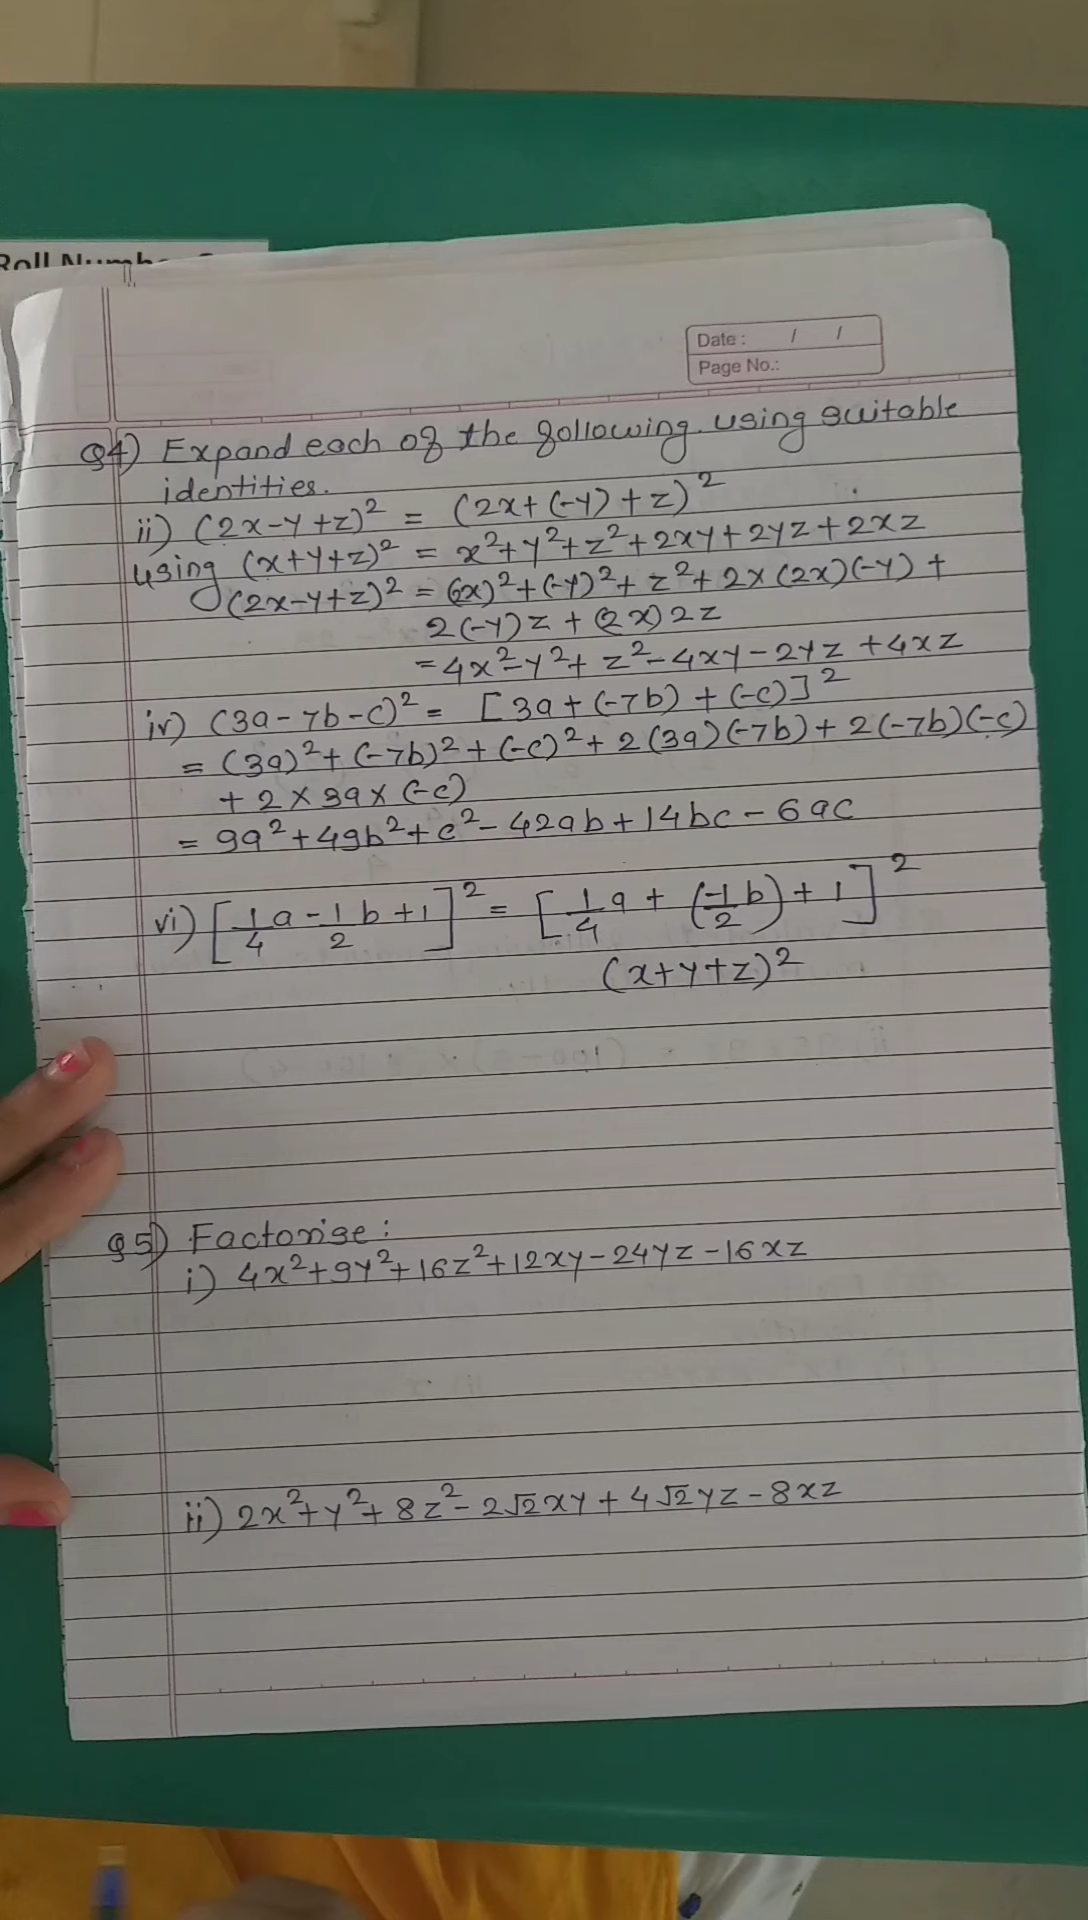 Roll Number
Date : / /
Page No.:
Q4) Expand each of the following using suitable
identities.
ii) (2x-y+z)² = (2x+(-y)+z)²
using (x+y+z)² = x²+y²+z²+2xy+2yz+2xz
(2x-y+z)² = (2x)²+(-y)²+z²+2×(2x)(-y)+
2(-y)z+(2x)2z
=4x²-y²+z²-4xy-2yz+4xz
iv) (3a-7b-c)² = [3a+(-7b)+(-c)]²
= (3a)²+(-7b)²+(-c)²+2(3a)(-7b)+2(-7b)(-c)
+2×3a×(-c)
= 9a²+49b²+c²-42ab+14bc-6ac
vi) [1/4 a - 1/2 b + 1]² = [1/4 a + (-1/2 b) + 1]²
(x+y+z)²
Q5) Factorise:
i) 4x²+9y²+16z²+12xy-24yz-16xz
ii) 2x²+y²+8z²-2√2xy+4√2yz-8xz